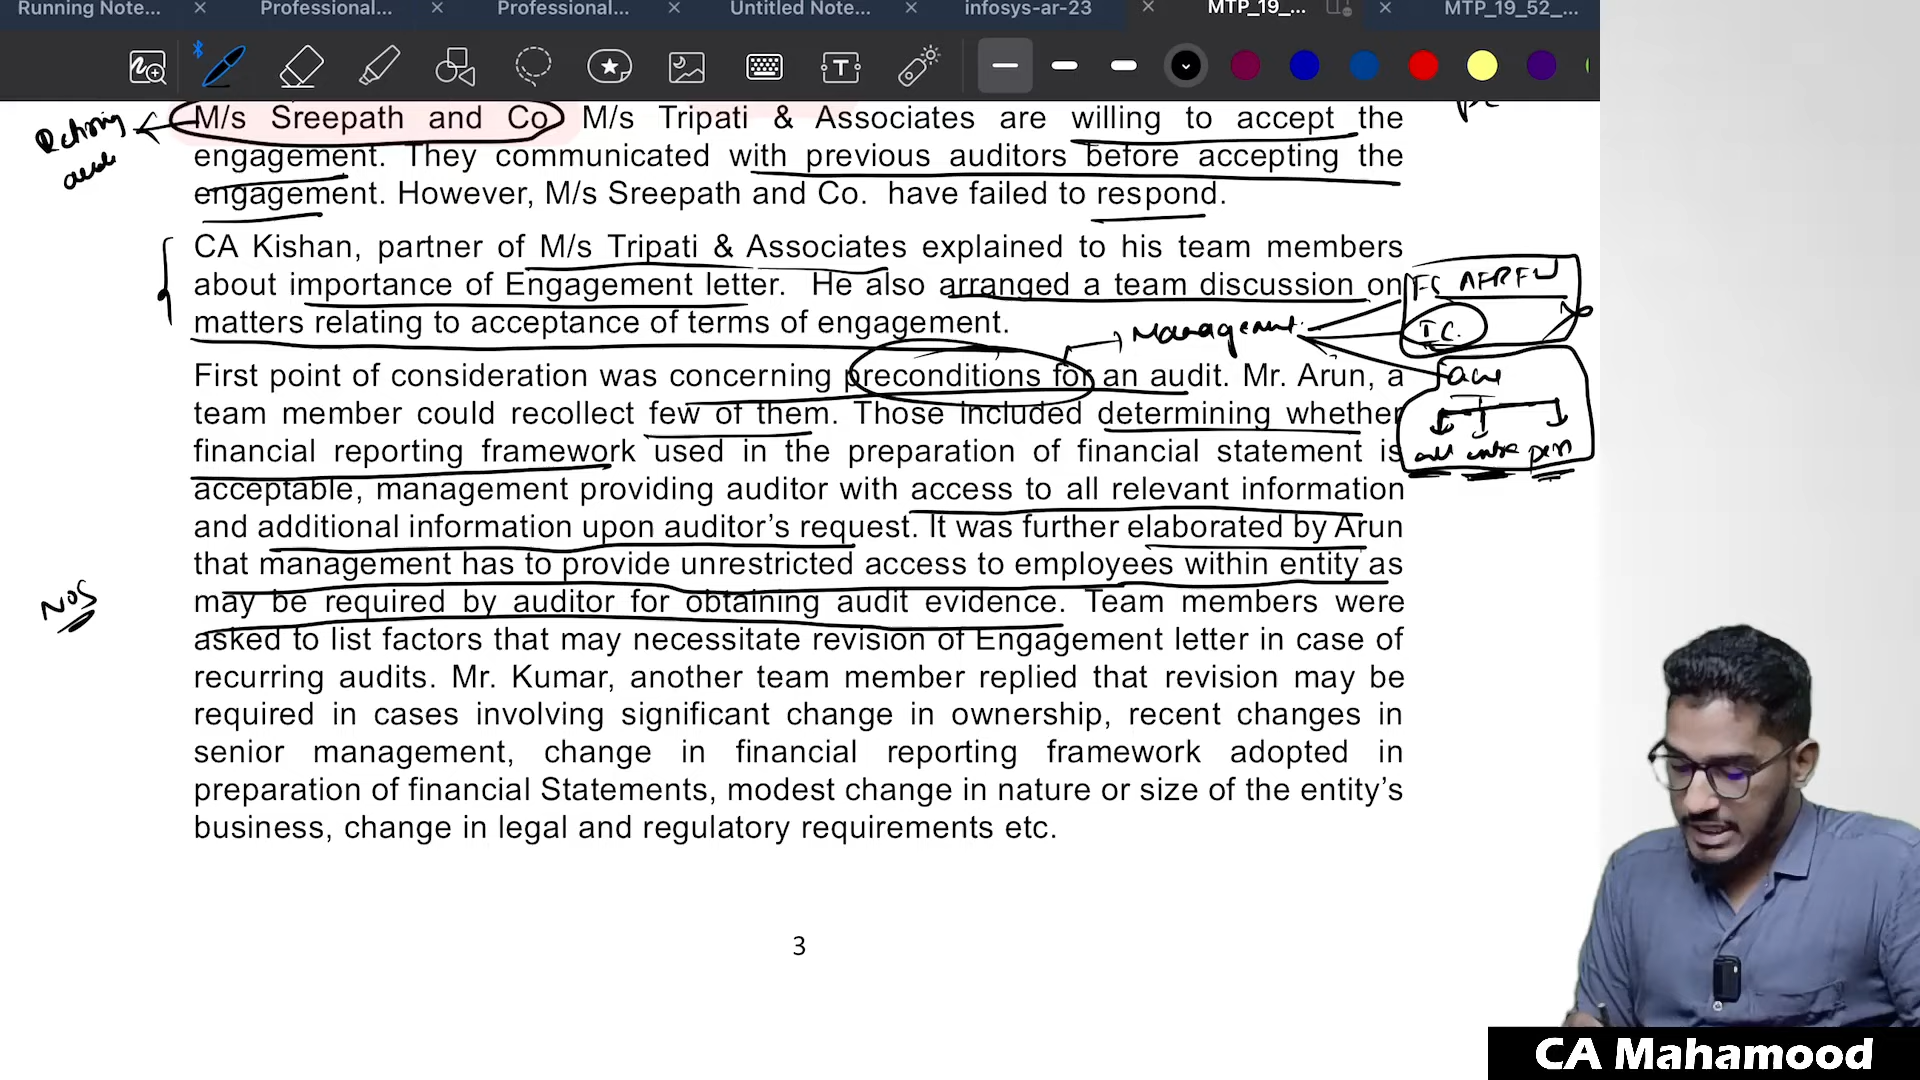 Running Note... × Professional... × Professional... × Untitled Note... × infosys-ar-23 × MTP_19_... × MTP_19_52_...
M/s Sreepath and Co M/s Tripati & Associates are willing to accept the
engagement. They communicated with previous auditors before accepting the
engagement. However, M/s Sreepath and Co. have failed to respond.
CA Kishan, partner of M/s Tripati & Associates explained to his team members
about importance of Engagement letter. He also arranged a team discussion on
matters relating to acceptance of terms of engagement.
Management
I C.
First point of consideration was concerning preconditions for an audit. Mr. Arun, a
team member could recollect few of them. Those included determining whether
financial reporting framework used in the preparation of financial statement is
acceptable, management providing auditor with access to all relevant information
and additional information upon auditor's request. It was further elaborated by Arun
that management has to provide unrestricted access to employees within entity as
NOS
may be required by auditor for obtaining audit evidence. Team members were
asked to list factors that may necessitate revision of Engagement letter in case of
recurring audits. Mr. Kumar, another team member replied that revision may be
required in cases involving significant change in ownership, recent changes in
senior management, change in financial reporting framework adopted in
preparation of financial Statements, modest change in nature or size of the entity's
business, change in legal and regulatory requirements etc.
3
CA Mahamood